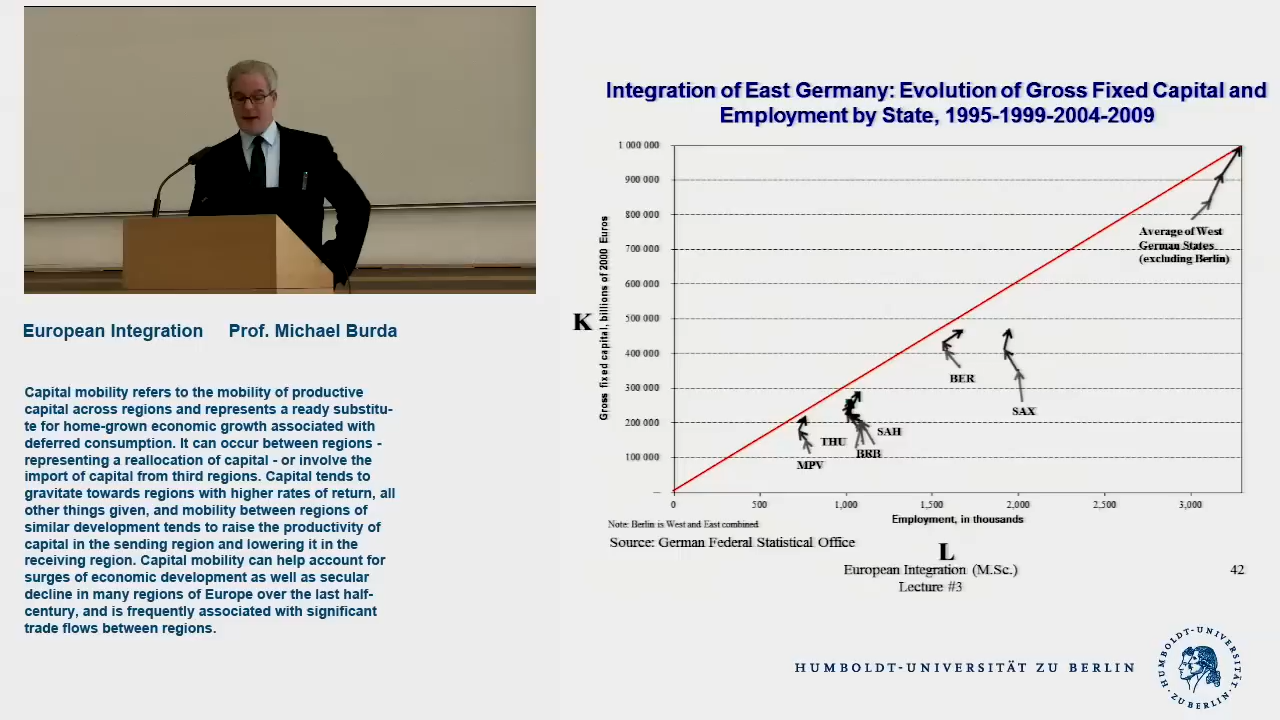 Integration of East Germany: Evolution of Gross Fixed Capital and
Employment by State, 1995-1999-2004-2009
1 000 000
900 000
800 000
700 000
600 000
500 000
400 000
300 000
200 000
100 000
–
K
Gross fixed capital, billions of 2000 Euros
Average of West
German States
(excluding Berlin)
BER
SAX
SAH
THU
BRB
MPV
0
500
1,000
1,500
2,000
2,500
3,000
Employment, in thousands
L
Note: Berlin is West and East combined
Source: German Federal Statistical Office
European Integration (M.Sc.)
Lecture #3
42
European Integration Prof. Michael Burda
Capital mobility refers to the mobility of productive
capital across regions and represents a ready substitu-
te for home-grown economic growth associated with
deferred consumption. It can occur between regions -
representing a reallocation of capital - or involve the
import of capital from third regions. Capital tends to
gravitate towards regions with higher rates of return, all
other things given, and mobility between regions of
similar development tends to raise the productivity of
capital in the sending region and lowering it in the
receiving region. Capital mobility can help account for
surges of economic development as well as secular
decline in many regions of Europe over the last half-
century, and is frequently associated with significant
trade flows between regions.
HUMBOLDT-UNIVERSITÄT ZU BERLIN
HUMBOLDT-UNIVERSITÄT · ZU BERLIN ·